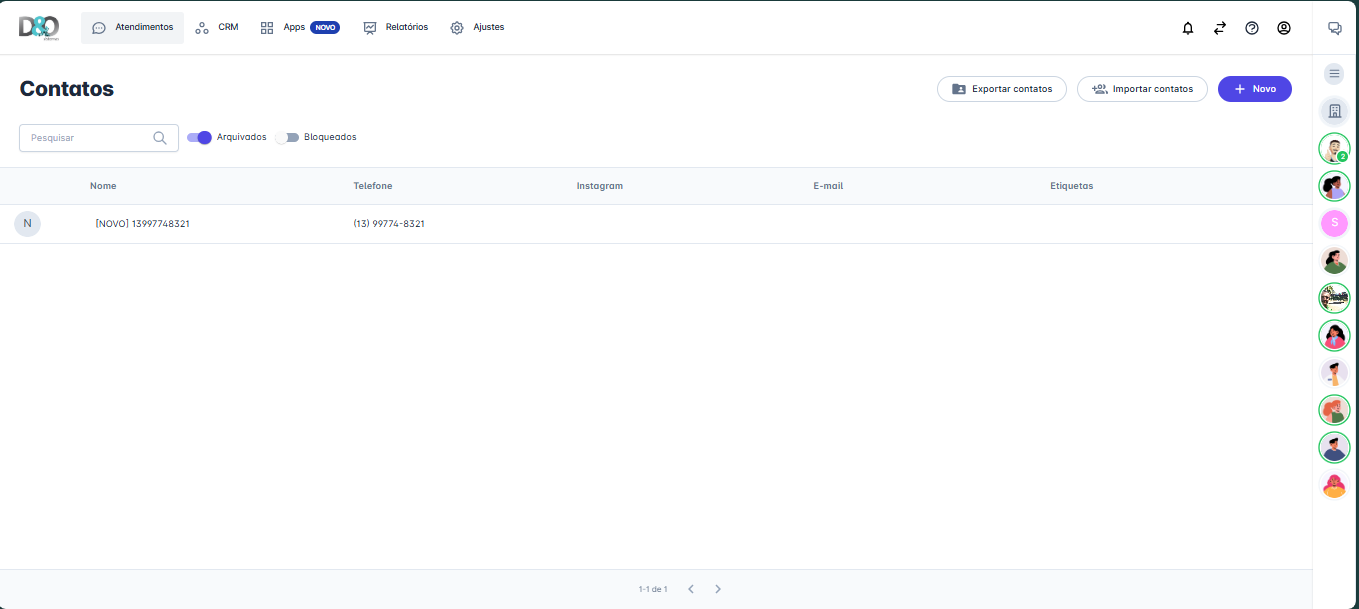 D&O
Atendimentos
CRM
Apps NOVO
Relatórios
Ajustes
Contatos
Exportar contatos
Importar contatos
+ Novo
Pesquisar
Arquivados
Bloqueados
Nome Telefone Instagram E-mail Etiquetas
N [NOVO] 13997748321 (13) 99774-8321
1-1 de 1
2
S